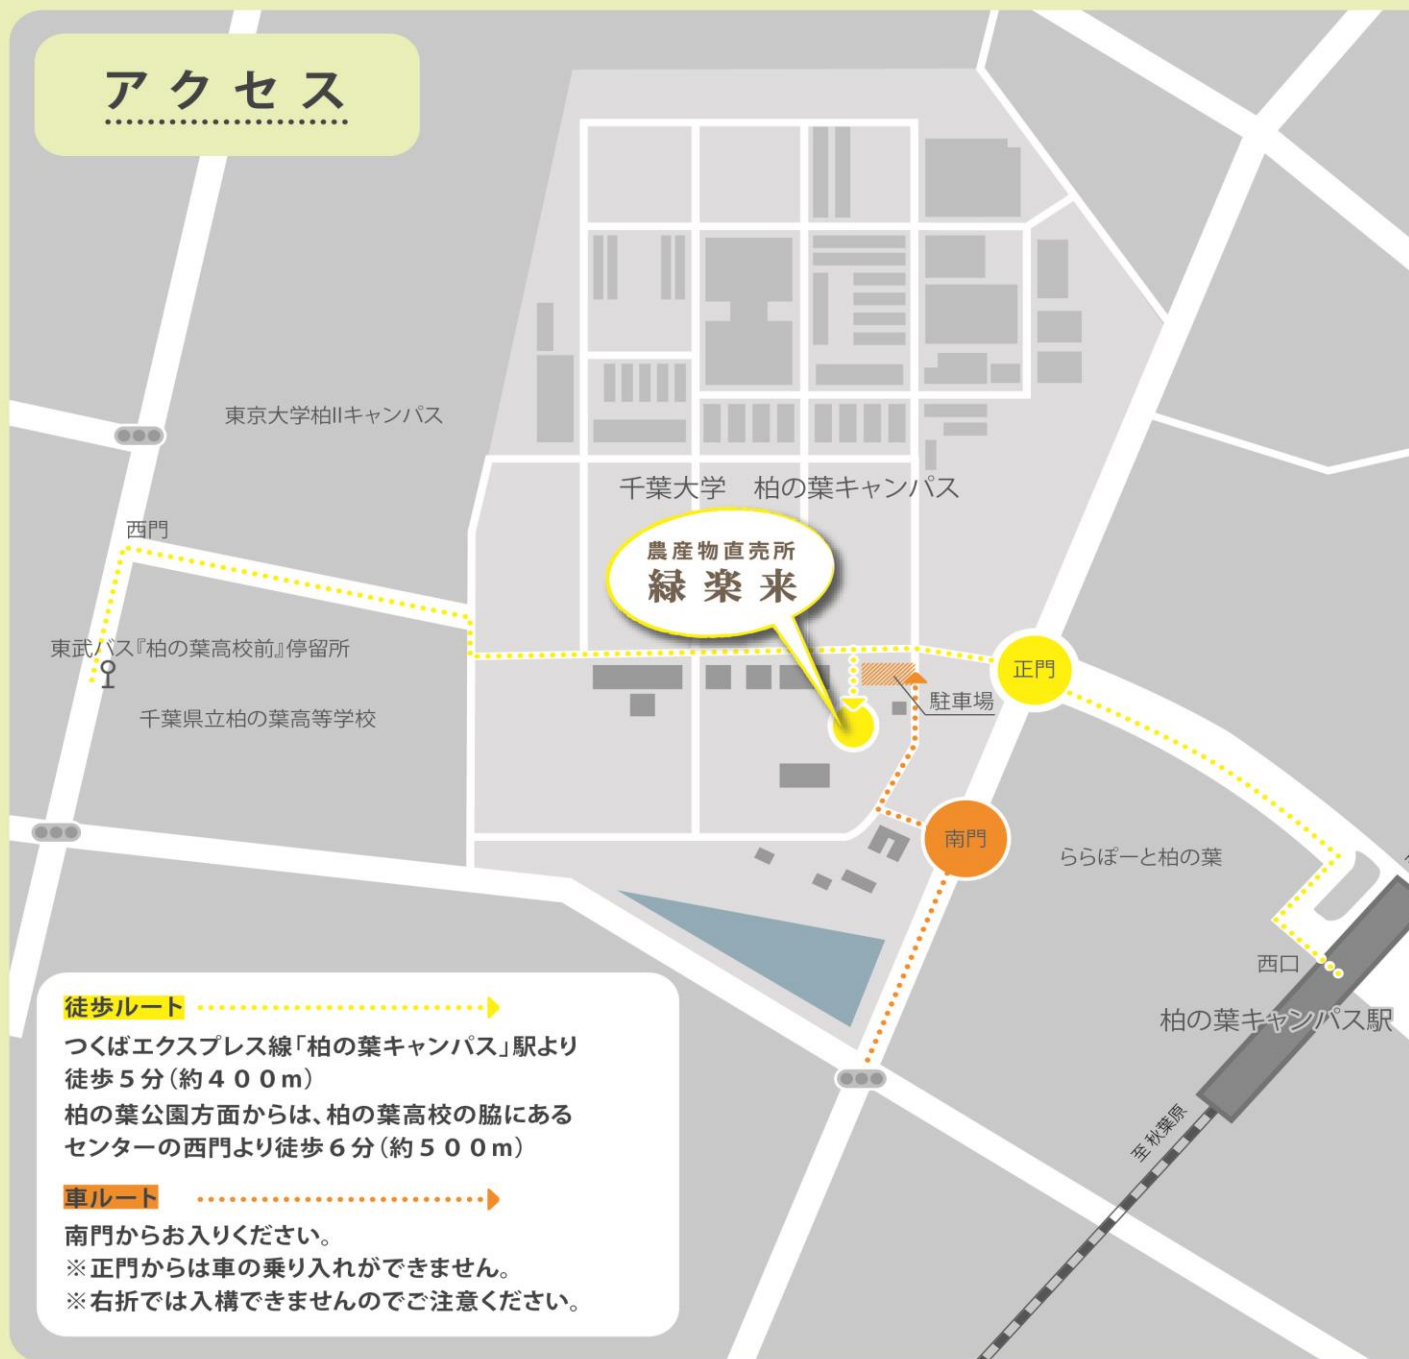 アクセス
東京大学柏IIキャンパス
千葉大学　柏の葉キャンパス
農産物直売所
緑楽来
西門
東武バス『柏の葉高校前』停留所
千葉県立柏の葉高等学校
正門
駐車場
南門
ららぽーと柏の葉
西口
柏の葉キャンパス駅
至 秋葉原
徒歩ルート
つくばエクスプレス線「柏の葉キャンパス」駅より
徒歩５分（約４００m）
柏の葉公園方面からは、柏の葉高校の脇にある
センターの西門より徒歩６分（約５００m）
車ルート
南門からお入りください。
※正門からは車の乗り入れができません。
※右折では入構できませんのでご注意ください。